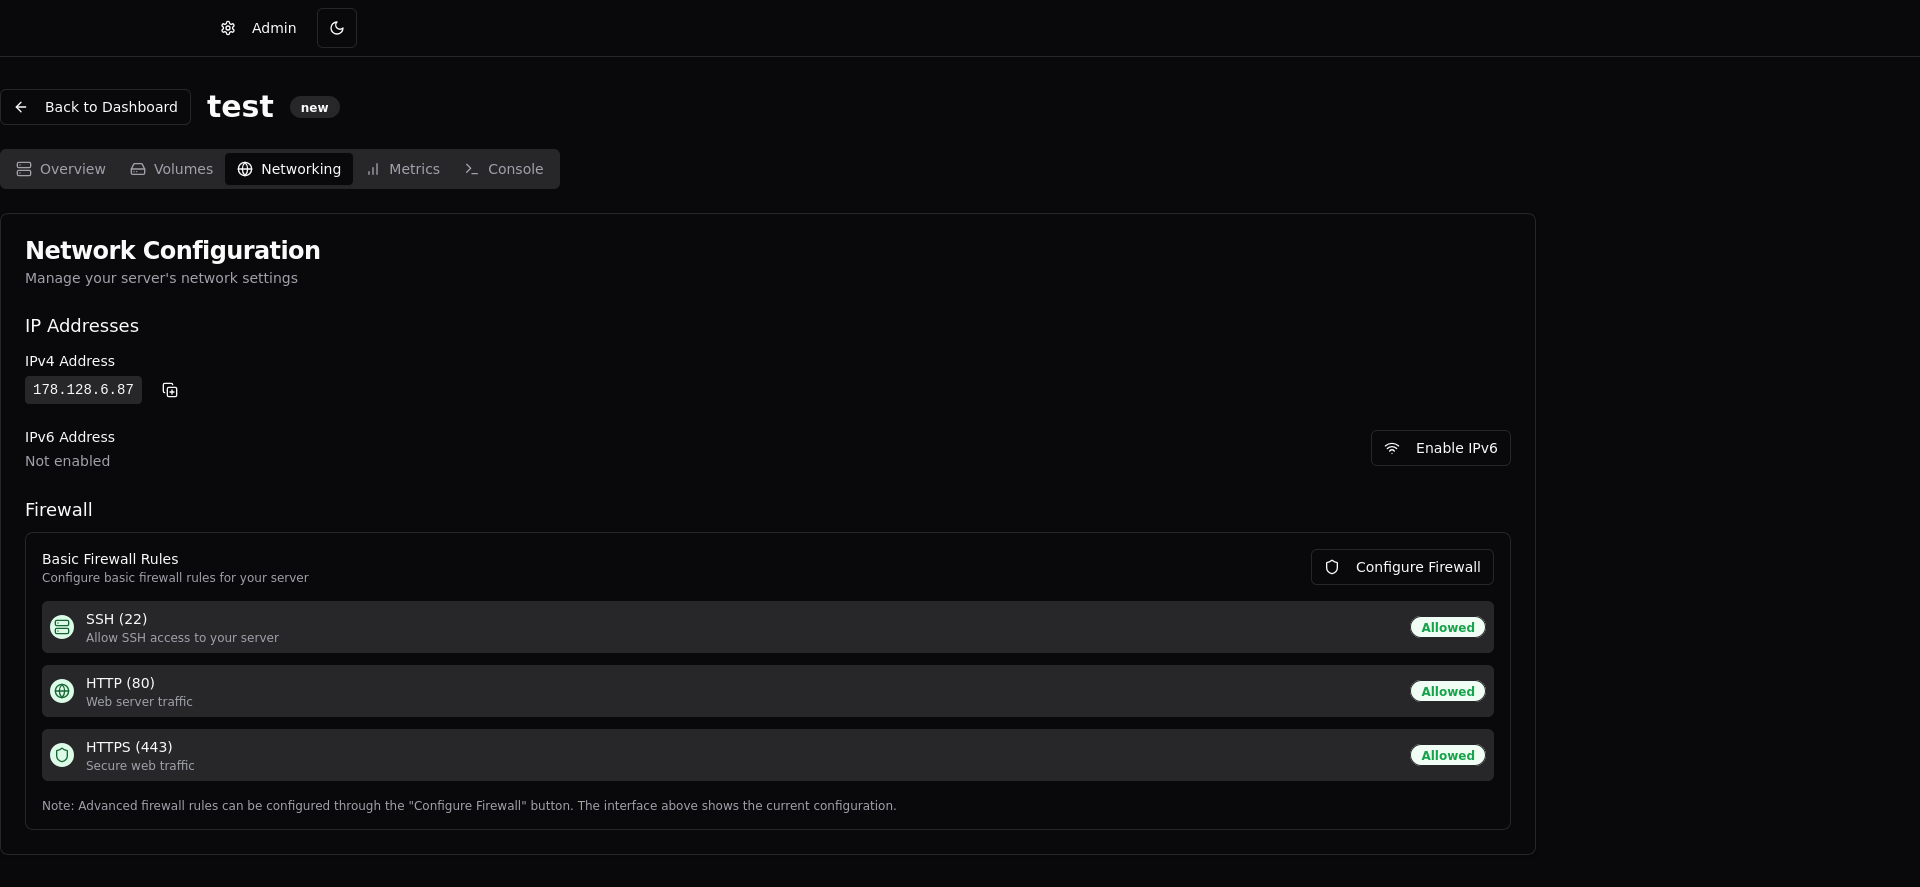 Admin
Back to Dashboard
test
new
Overview
Volumes
Networking
Metrics
Console
Network Configuration
Manage your server's network settings
IP Addresses
IPv4 Address
178.128.6.87
IPv6 Address
Not enabled
Enable IPv6
Firewall
Basic Firewall Rules
Configure basic firewall rules for your server
Configure Firewall
SSH (22)
Allow SSH access to your server
Allowed
HTTP (80)
Web server traffic
Allowed
HTTPS (443)
Secure web traffic
Allowed
Note: Advanced firewall rules can be configured through the "Configure Firewall" button. The interface above shows the current configuration.